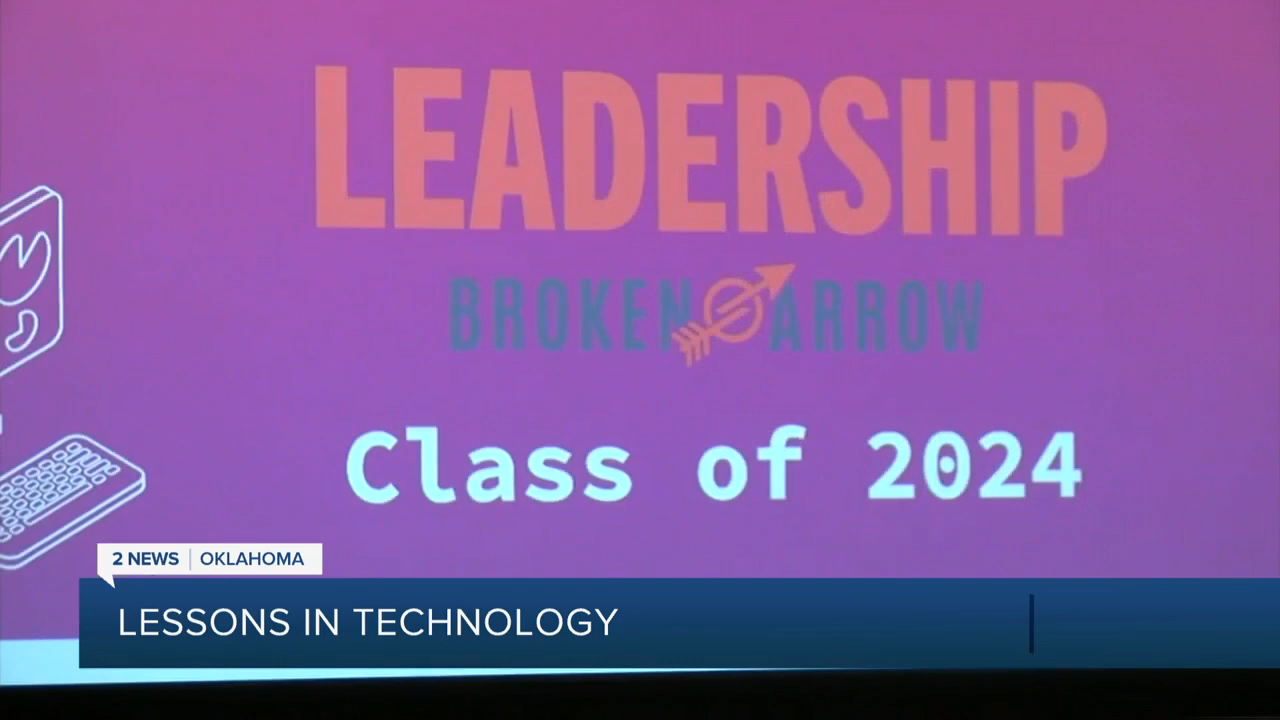 LEADERSHIP
BROKEN ARROW
Class of 2024
2 NEWS | OKLAHOMA
LESSONS IN TECHNOLOGY